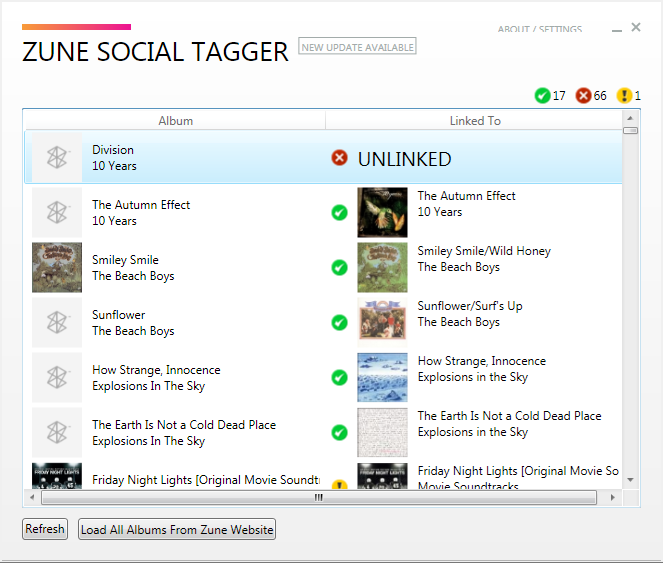 ABOUT / SETTINGS
ZUNE SOCIAL TAGGER
NEW UPDATE AVAILABLE
17 66 1
Album Linked To
Division
10 Years
UNLINKED
The Autumn Effect
10 Years
The Autumn Effect
10 Years
Smiley Smile
The Beach Boys
Smiley Smile/Wild Honey
The Beach Boys
Sunflower
The Beach Boys
Sunflower/Surf's Up
The Beach Boys
How Strange, Innocence
Explosions In The Sky
How Strange, Innocence
Explosions in the Sky
The Earth Is Not a Cold Dead Place
Explosions In The Sky
The Earth Is Not a Cold Dead Place
Explosions in the Sky
FRIDAY NIGHT LIGHTS
Friday Night Lights [Original Movie Soundtr
FRIDAY NIGHT LIGHTS
Friday Night Lights [Original Movie So
Movie Soundtracks
Refresh
Load All Albums From Zune Website